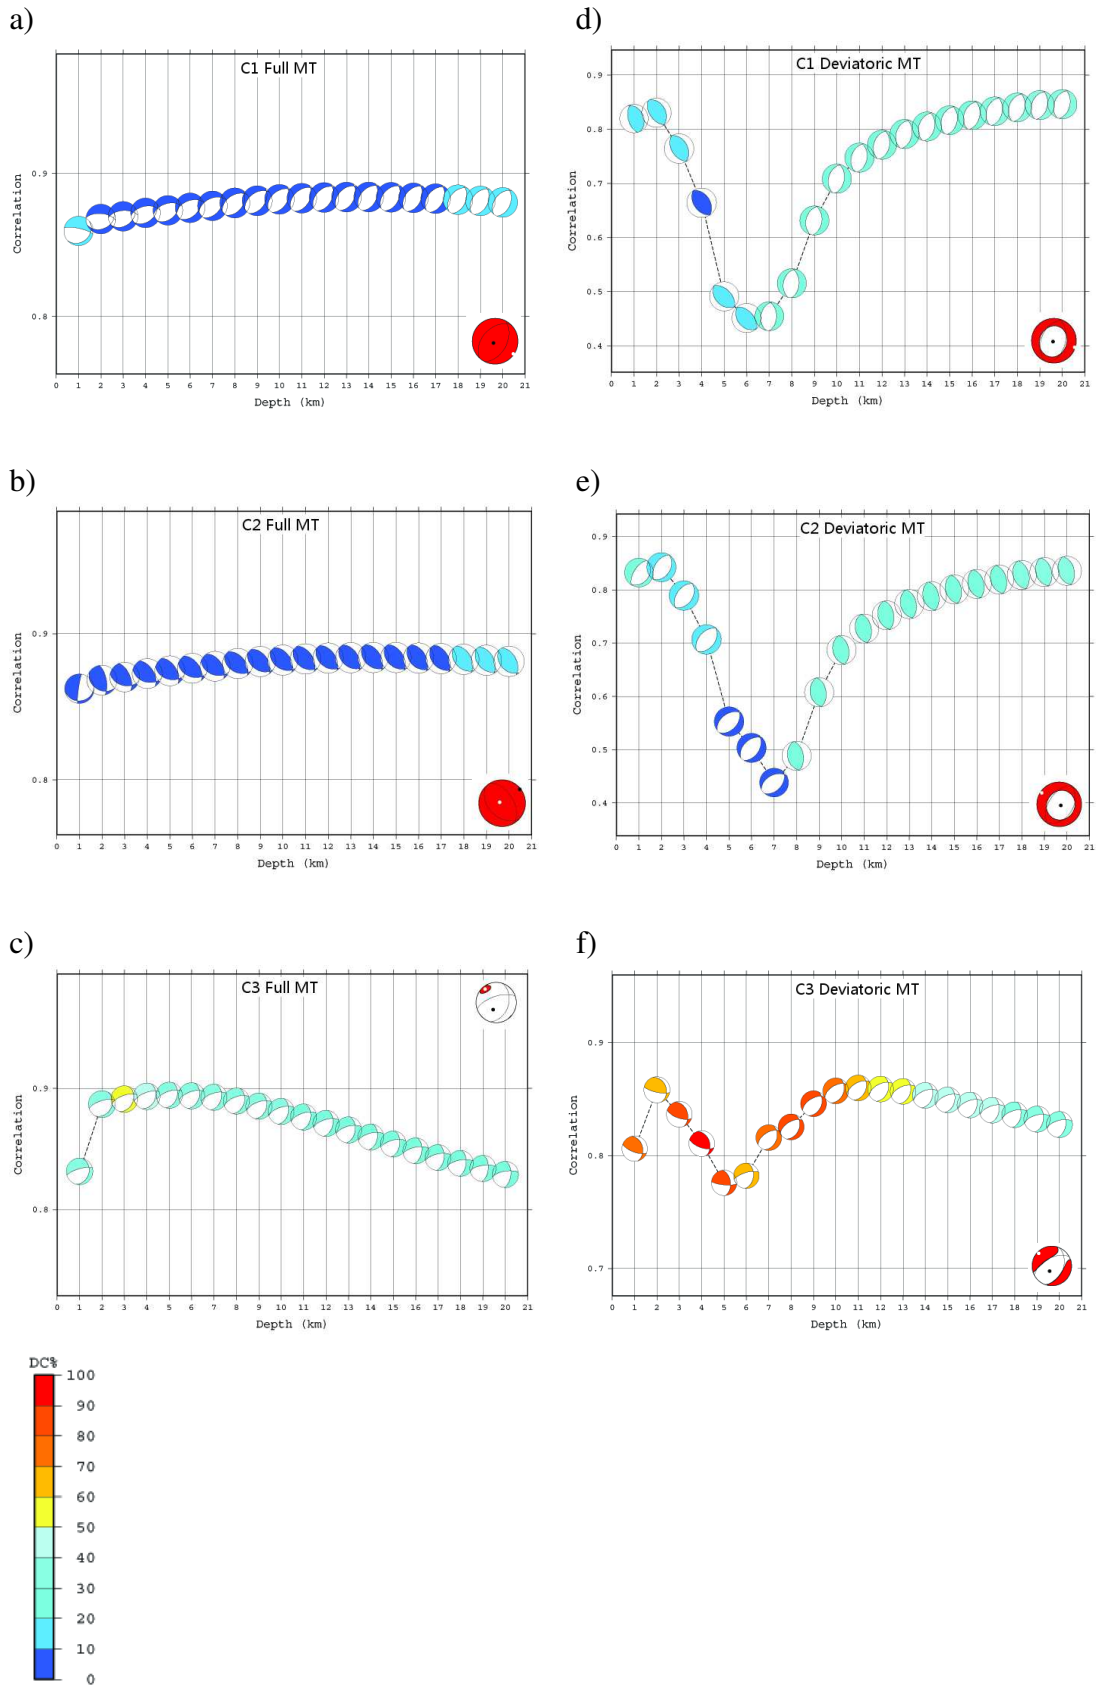 a)
C1 Full MT
0.9
0.8
Correlation
0 1 2 3 4 5 6 7 8 9 10 11 12 13 14 15 16 17 18 19 20 21
Depth (km)
d)
C1 Deviatoric MT
0.9
0.8
0.7
0.6
0.5
0.4
Correlation
0 1 2 3 4 5 6 7 8 9 10 11 12 13 14 15 16 17 18 19 20 21
Depth (km)
b)
C2 Full MT
0.9
0.8
Correlation
0 1 2 3 4 5 6 7 8 9 10 11 12 13 14 15 16 17 18 19 20 21
Depth (km)
e)
C2 Deviatoric MT
0.9
0.8
0.7
0.6
0.5
0.4
Correlation
0 1 2 3 4 5 6 7 8 9 10 11 12 13 14 15 16 17 18 19 20 21
Depth (km)
c)
C3 Full MT
0.9
0.8
Correlation
0 1 2 3 4 5 6 7 8 9 10 11 12 13 14 15 16 17 18 19 20 21
Depth (km)
f)
C3 Deviatoric MT
0.9
0.8
0.7
Correlation
0 1 2 3 4 5 6 7 8 9 10 11 12 13 14 15 16 17 18 19 20 21
Depth (km)
DC%
100
90
80
70
60
50
40
30
20
10
0